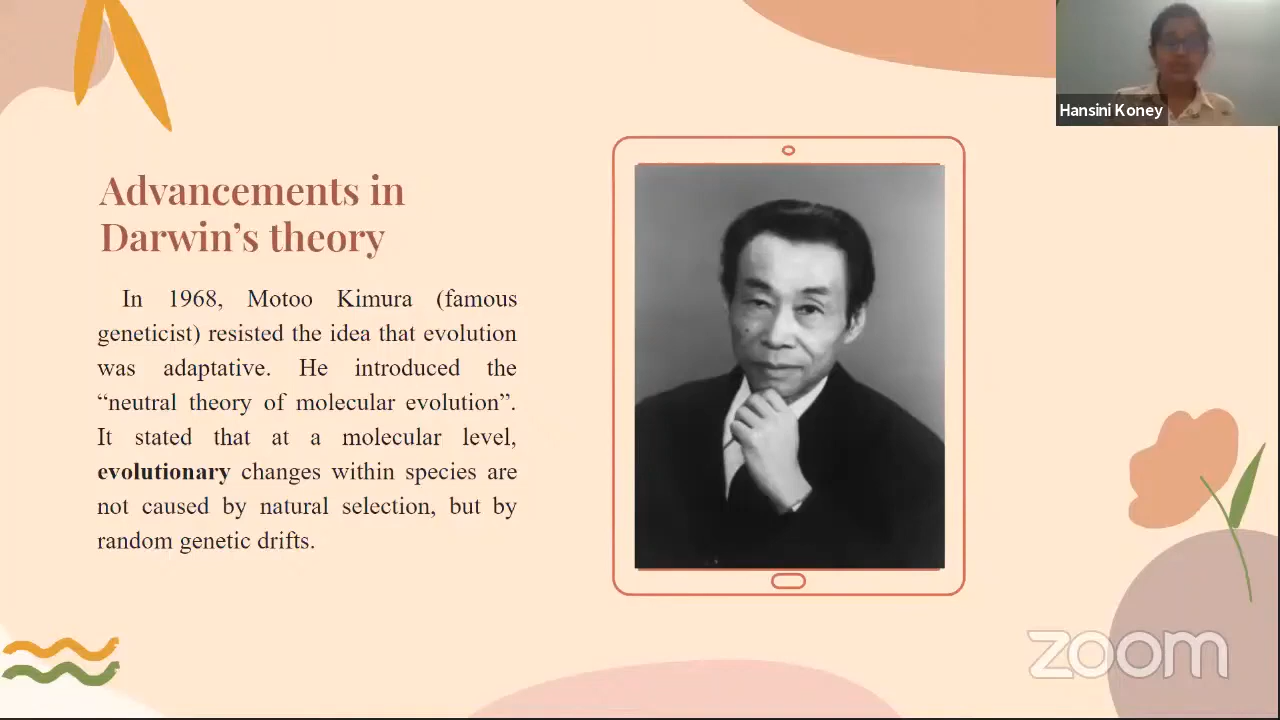 Hansini Koney
Advancements in
Darwin’s theory
In 1968, Motoo Kimura (famous
geneticist) resisted the idea that evolution
was adaptative. He introduced the
“neutral theory of molecular evolution”.
It stated that at a molecular level,
evolutionary changes within species are
not caused by natural selection, but by
random genetic drifts.
zoom